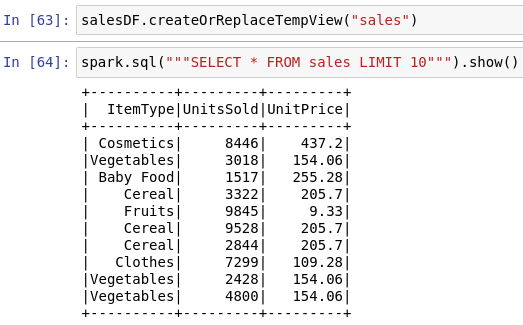 In [63]: salesDF.createOrReplaceTempView("sales")
In [64]: spark.sql("""SELECT * FROM sales LIMIT 10""").show()
+----------+---------+---------+
|  ItemType|UnitsSold|UnitPrice|
+----------+---------+---------+
| Cosmetics|     8446|    437.2|
|Vegetables|     3018|   154.06|
| Baby Food|     1517|   255.28|
|    Cereal|     3322|    205.7|
|    Fruits|     9845|     9.33|
|    Cereal|     9528|    205.7|
|    Cereal|     2844|    205.7|
|   Clothes|     7299|   109.28|
|Vegetables|     2428|   154.06|
|Vegetables|     4800|   154.06|
+----------+---------+---------+